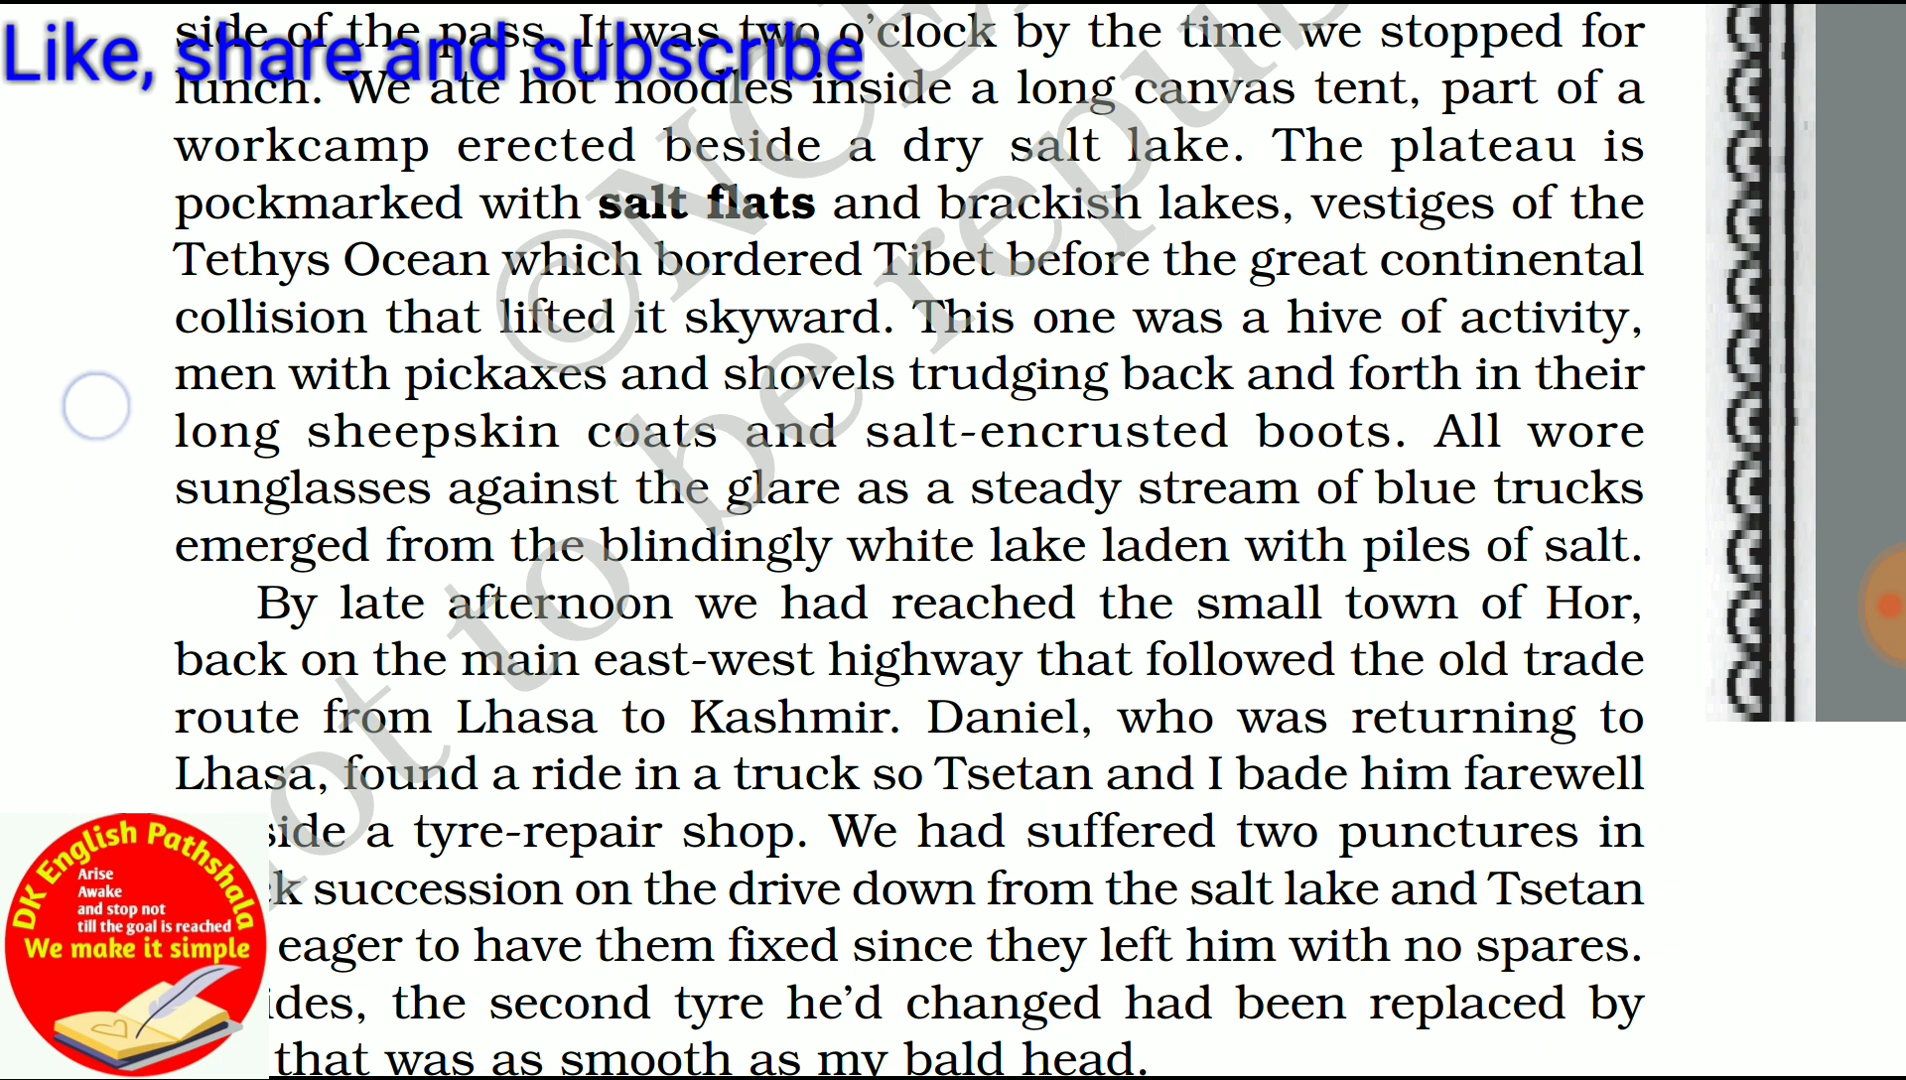 side of the pass. It was two o’clock by the time we stopped for
Like, share and subscribe
lunch. We ate hot noodles inside a long canvas tent, part of a
workcamp erected beside a dry salt lake. The plateau is
pockmarked with salt flats and brackish lakes, vestiges of the
Tethys Ocean which bordered Tibet before the great continental
collision that lifted it skyward. This one was a hive of activity,
men with pickaxes and shovels trudging back and forth in their
long sheepskin coats and salt-encrusted boots. All wore
sunglasses against the glare as a steady stream of blue trucks
emerged from the blindingly white lake laden with piles of salt.
By late afternoon we had reached the small town of Hor,
back on the main east-west highway that followed the old trade
route from Lhasa to Kashmir. Daniel, who was returning to
Lhasa, found a ride in a truck so Tsetan and I bade him farewell
side a tyre-repair shop. We had suffered two punctures in
k succession on the drive down from the salt lake and Tsetan
eager to have them fixed since they left him with no spares.
ides, the second tyre he’d changed had been replaced by
that was as smooth as my bald head.
DK English Pathshala
Arise
Awake
and stop not
till the goal is reached
We make it simple
not to be repu